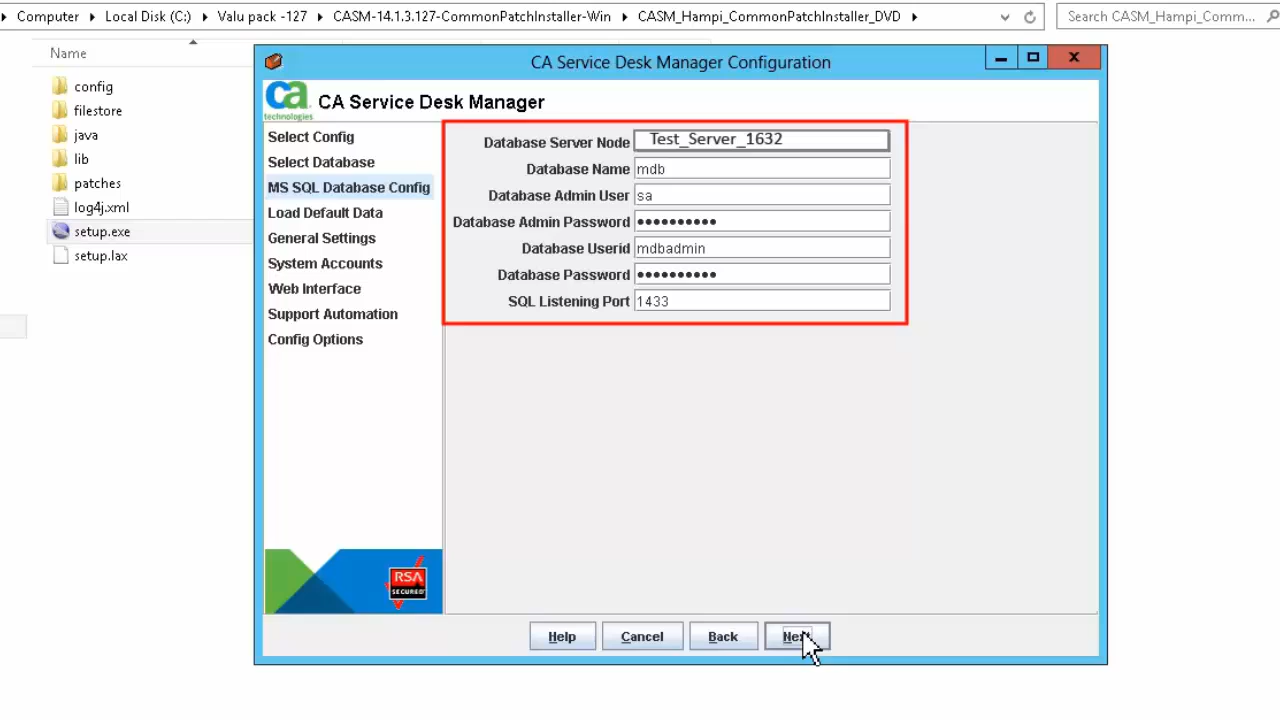 Computer Local Disk (C:) Valu pack -127 CASM-14.1.3.127-CommonPatchInstaller-Win CASM_Hampi_CommonPatchInstaller_DVD
Search CASM_Hampi_Comm...
Name
config
filestore
java
lib
patches
log4j.xml
setup.exe
setup.lax
CA Service Desk Manager Configuration
ca
technologies
CA Service Desk Manager
Select Config
Select Database
MS SQL Database Config
Load Default Data
General Settings
System Accounts
Web Interface
Support Automation
Config Options
RSA
SECURED
Database Server Node Test_Server_1632
Database Name mdb
Database Admin User sa
Database Admin Password ••••••••••
Database Userid mdbadmin
Database Password ••••••••••
SQL Listening Port 1433
Help Cancel Back Next